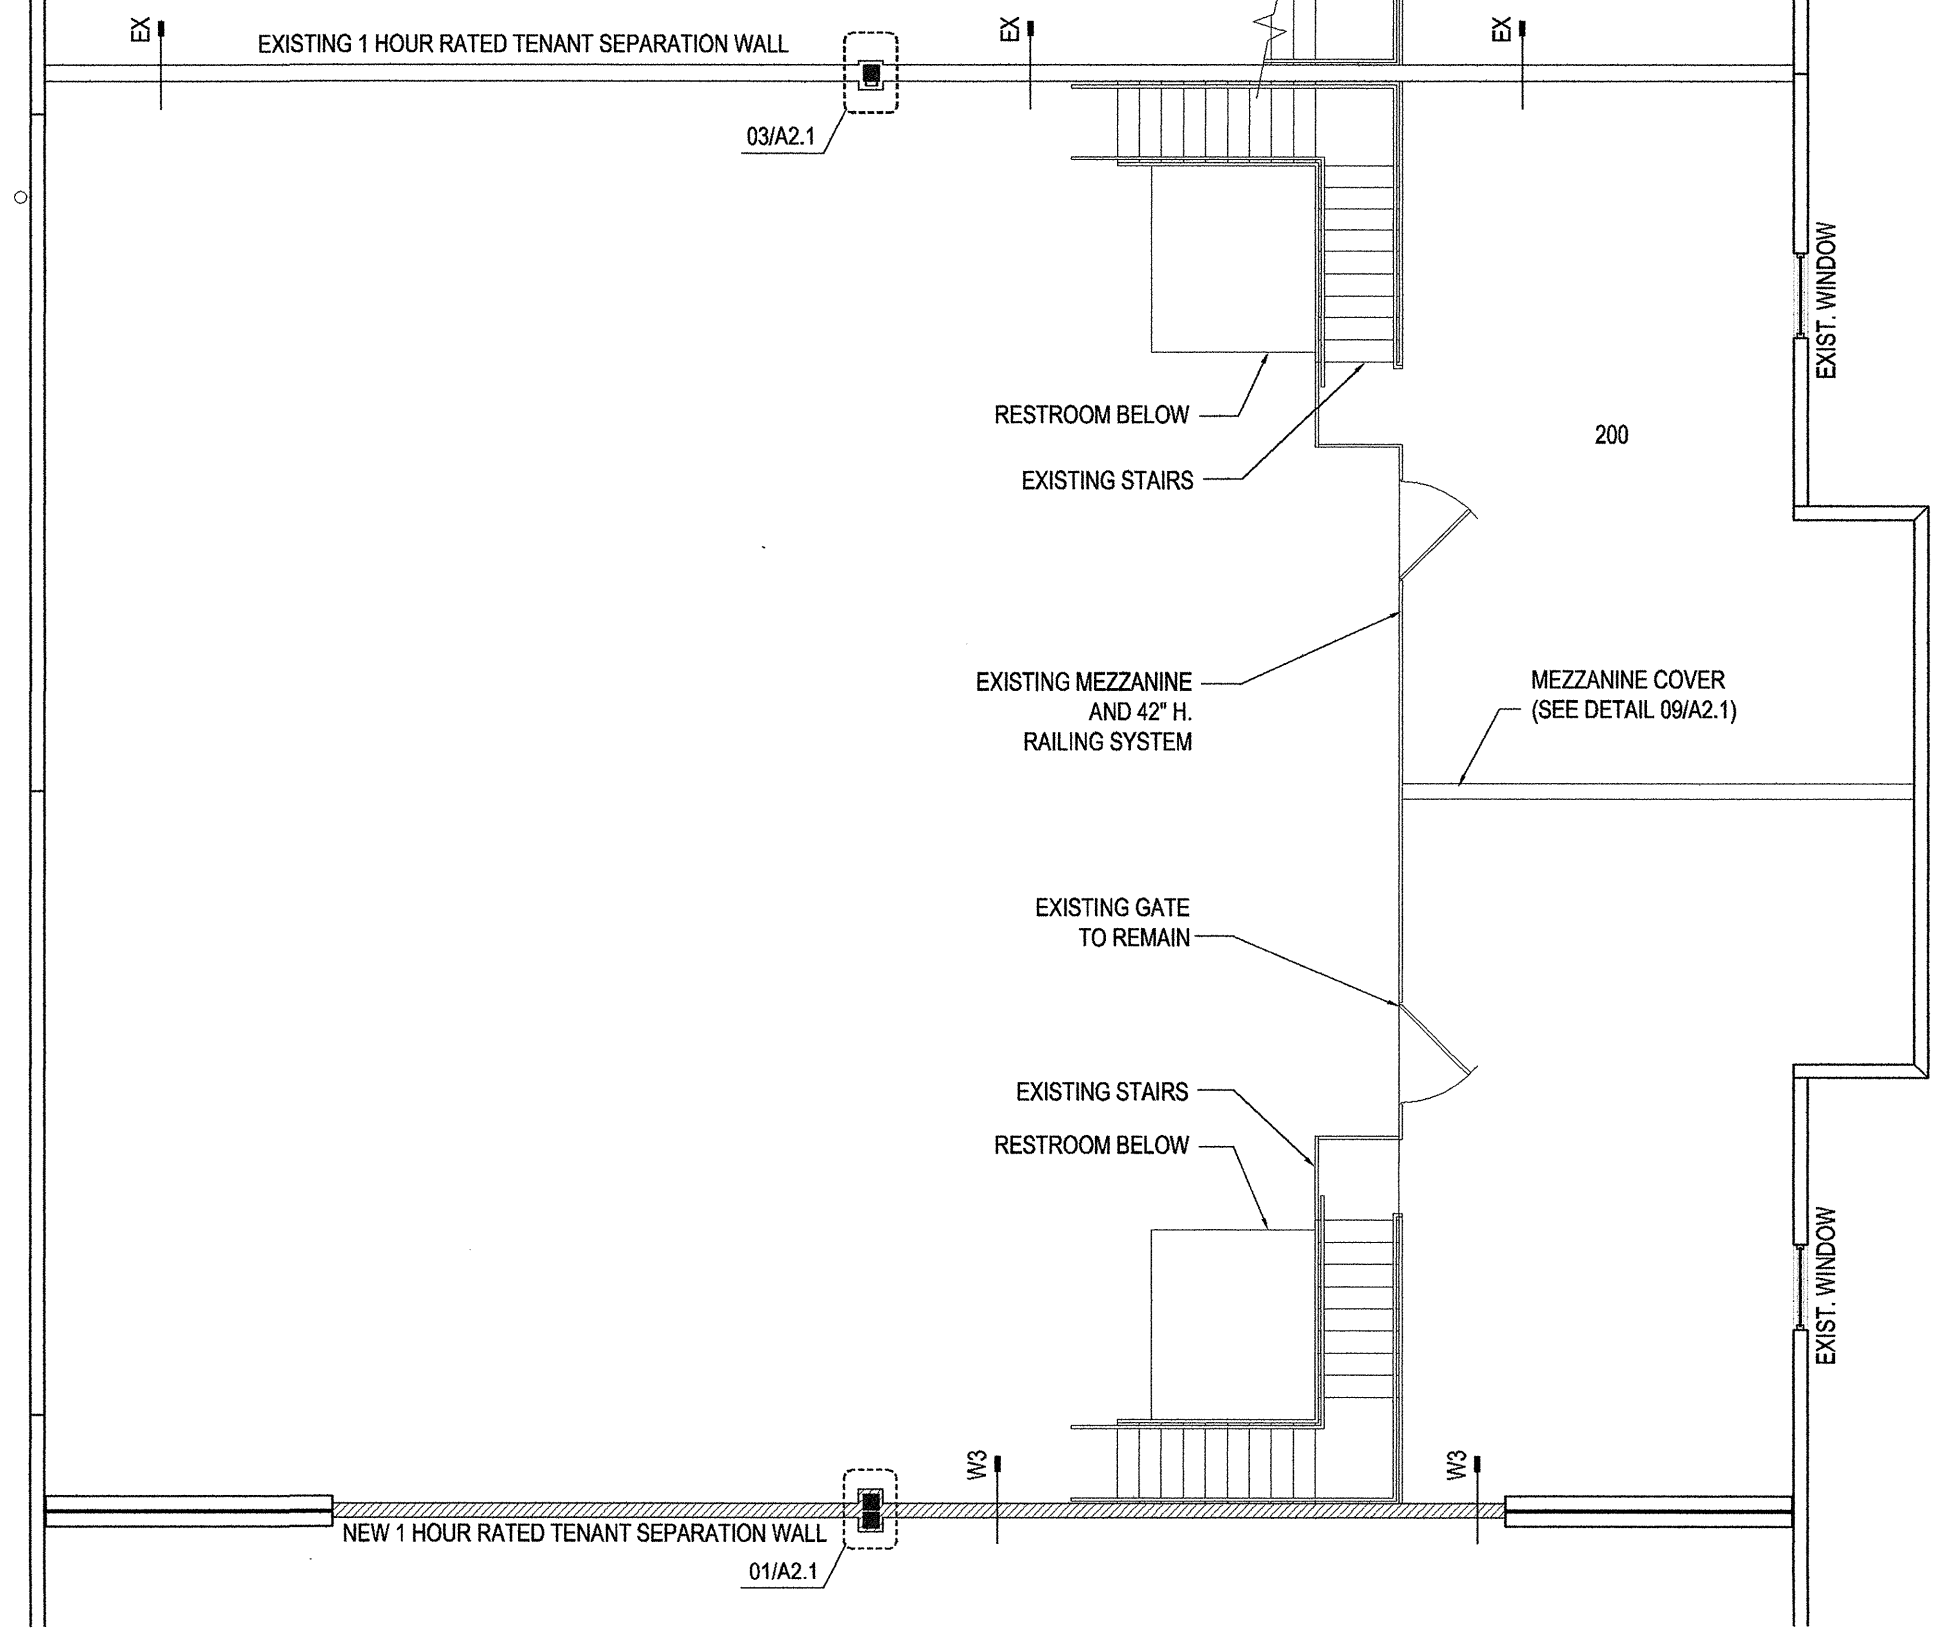 EX
EX
EX
EXISTING 1 HOUR RATED TENANT SEPARATION WALL
03/A2.1
EXIST. WINDOW
RESTROOM BELOW
200
EXISTING STAIRS
EXISTING MEZZANINE
AND 42" H.
RAILING SYSTEM
MEZZANINE COVER
(SEE DETAIL 09/A2.1)
EXISTING GATE
TO REMAIN
EXISTING STAIRS
RESTROOM BELOW
EXIST. WINDOW
W3
W3
NEW 1 HOUR RATED TENANT SEPARATION WALL
01/A2.1